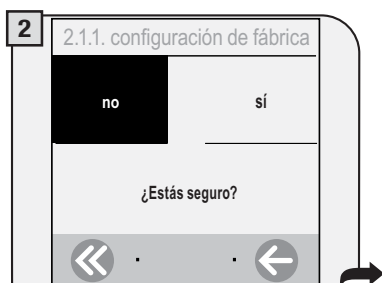 2
2.1.1. configuración de fábrica
no sí
¿Estás seguro?